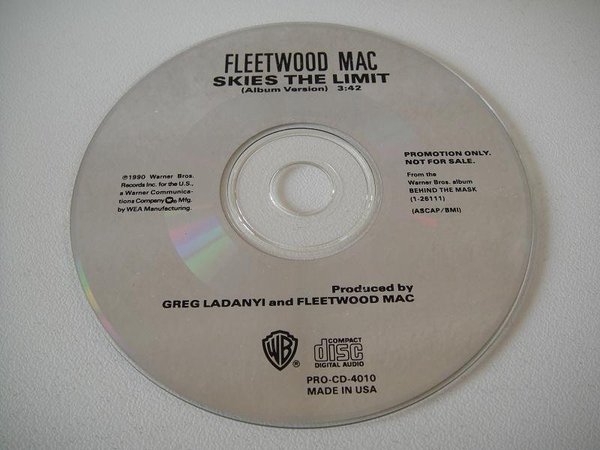 FLEETWOOD MAC
SKIES THE LIMIT
(Album Version) 3:42
℗1990 Warner Bros.
Records Inc. for the U.S.,
a Warner Communica-
tions Company Mfg.
by WEA Manufacturing.
PROMOTION ONLY.
NOT FOR SALE.
From the
Warner Bros. album
BEHIND THE MASK
(1-26111)
(ASCAP/BMI)
Produced by
GREG LADANYI and FLEETWOOD MAC
WB®
COMPACT
disc
DIGITAL AUDIO
PRO-CD-4010
MADE IN USA